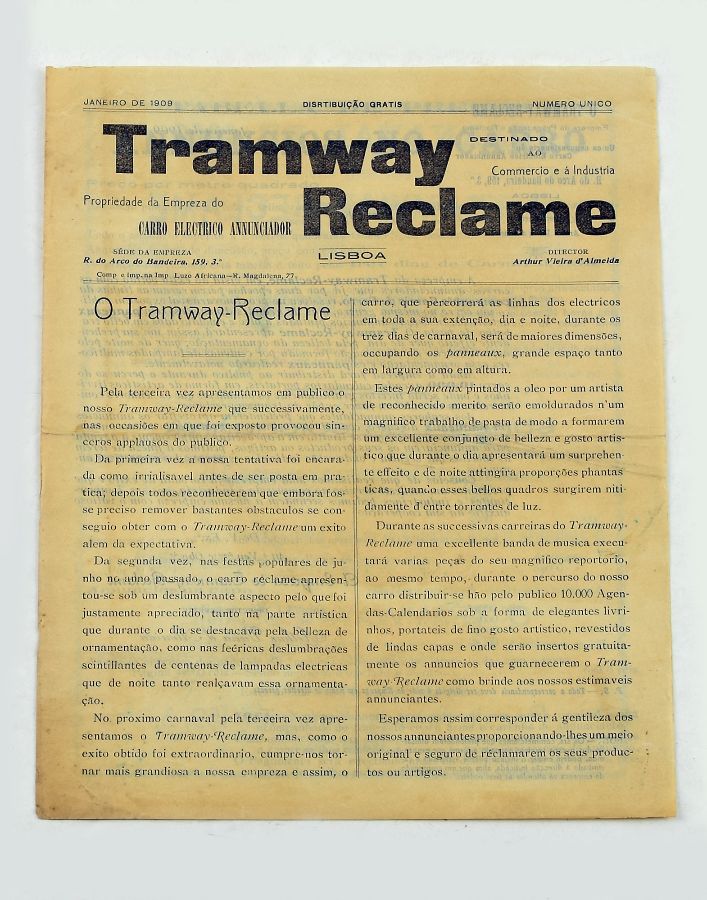 JANEIRO DE 1909 DISRTIBUIÇÃO GRATIS NUMERO UNICO
Tramway
DESTINADO
AO
Commercio e á Industria
Propriedade da Empreza do
CARRO ELECTRICO ANNUNCIADOR
Reclame
SÉDE DA EMPREZA
R. do Arco do Bandeira, 159, 3.º
LISBOA
DITECTOR
Arthur Vieira d'Almeida
Comp e imp. na Imp Luzo Africana—R. Magdalena, 77
O Tramway-Reclame
Pela terceira vez apresentamos em publico o
nosso Tramway-Reclame que successivamente,
nas occasiões em que foi exposto provocou sin-
ceros applausos do publico.
Da primeira vez a nossa tentativa foi encara-
da como irrialisavel antes de ser posta em pra-
tica; depois todos reconhecerem que embora fos-
se preciso remover bastantes obstaculos se con-
seguio obter com o Tramway-Reclame um exito
alem da expectativa.
Da segunda vez, nas festas populares de ju-
nho no anno passado, o carro réclame apresen-
tou-se sob um deslumbrante aspecto pelo que foi
justamente apreciado, tanto na parte artística
que durante o dia se destacava pela belleza de
ornamentação, como nas feéricas deslumbrações
scintillantes de centenas de lampadas electricas
que de noite tanto realçavam essa ornamenta-
ção.
No proximo carnaval pela terceira vez apre-
sentamos o Tramway-Reclame, mas, como o
exito obtido foi extraordinario, cumpre-nos tor-
nar mais grandiosa a nossa empreza e assim, o
carro, que percorrerá as linhas dos electricos
em toda a sua extenção, dia e noite, durante os
trez dias de carnaval, será de maiores dimensões,
occupando os panneaux, grande espaço tanto
em largura como em altura.
Estes panneaux pintados a oleo por um artista
de reconhecido merito serão emoldurados n'um
magnifico trabalho de pasta de modo a formarem
um excellente conjuncto de belleza e gosto artis-
tico que durante o dia apresentará um surprehen-
te effeito e de noite attingira proporções phantas
ticas, quando esses bellos quadros surgirem niti-
damente d'entre torrentes de luz.
Durante as successivas carreiras do Tramway-
Reclame uma excellente banda de musica execu-
tará varias peças do seu magnifico reportorio,
ao mesmo tempo, durante o percurso do nosso
carro distribuir-se hão pelo publico 10.000 Agen-
das-Calendarios sob a forma de elegantes livri-
nhos, portateis de fino gosto artistico, revestidos
de lindas capas e onde serão insertos gratuita-
mente os annuncios que guarnecerem o Tram-
way-Reclame como brinde aos nossos estimaveis
annunciantes.
Esperamos assim corresponder á gentileza dos
nossos annunciantes proporcionando-lhes um meio
original e seguro de réclamarem os seus produc-
tos ou artigos.